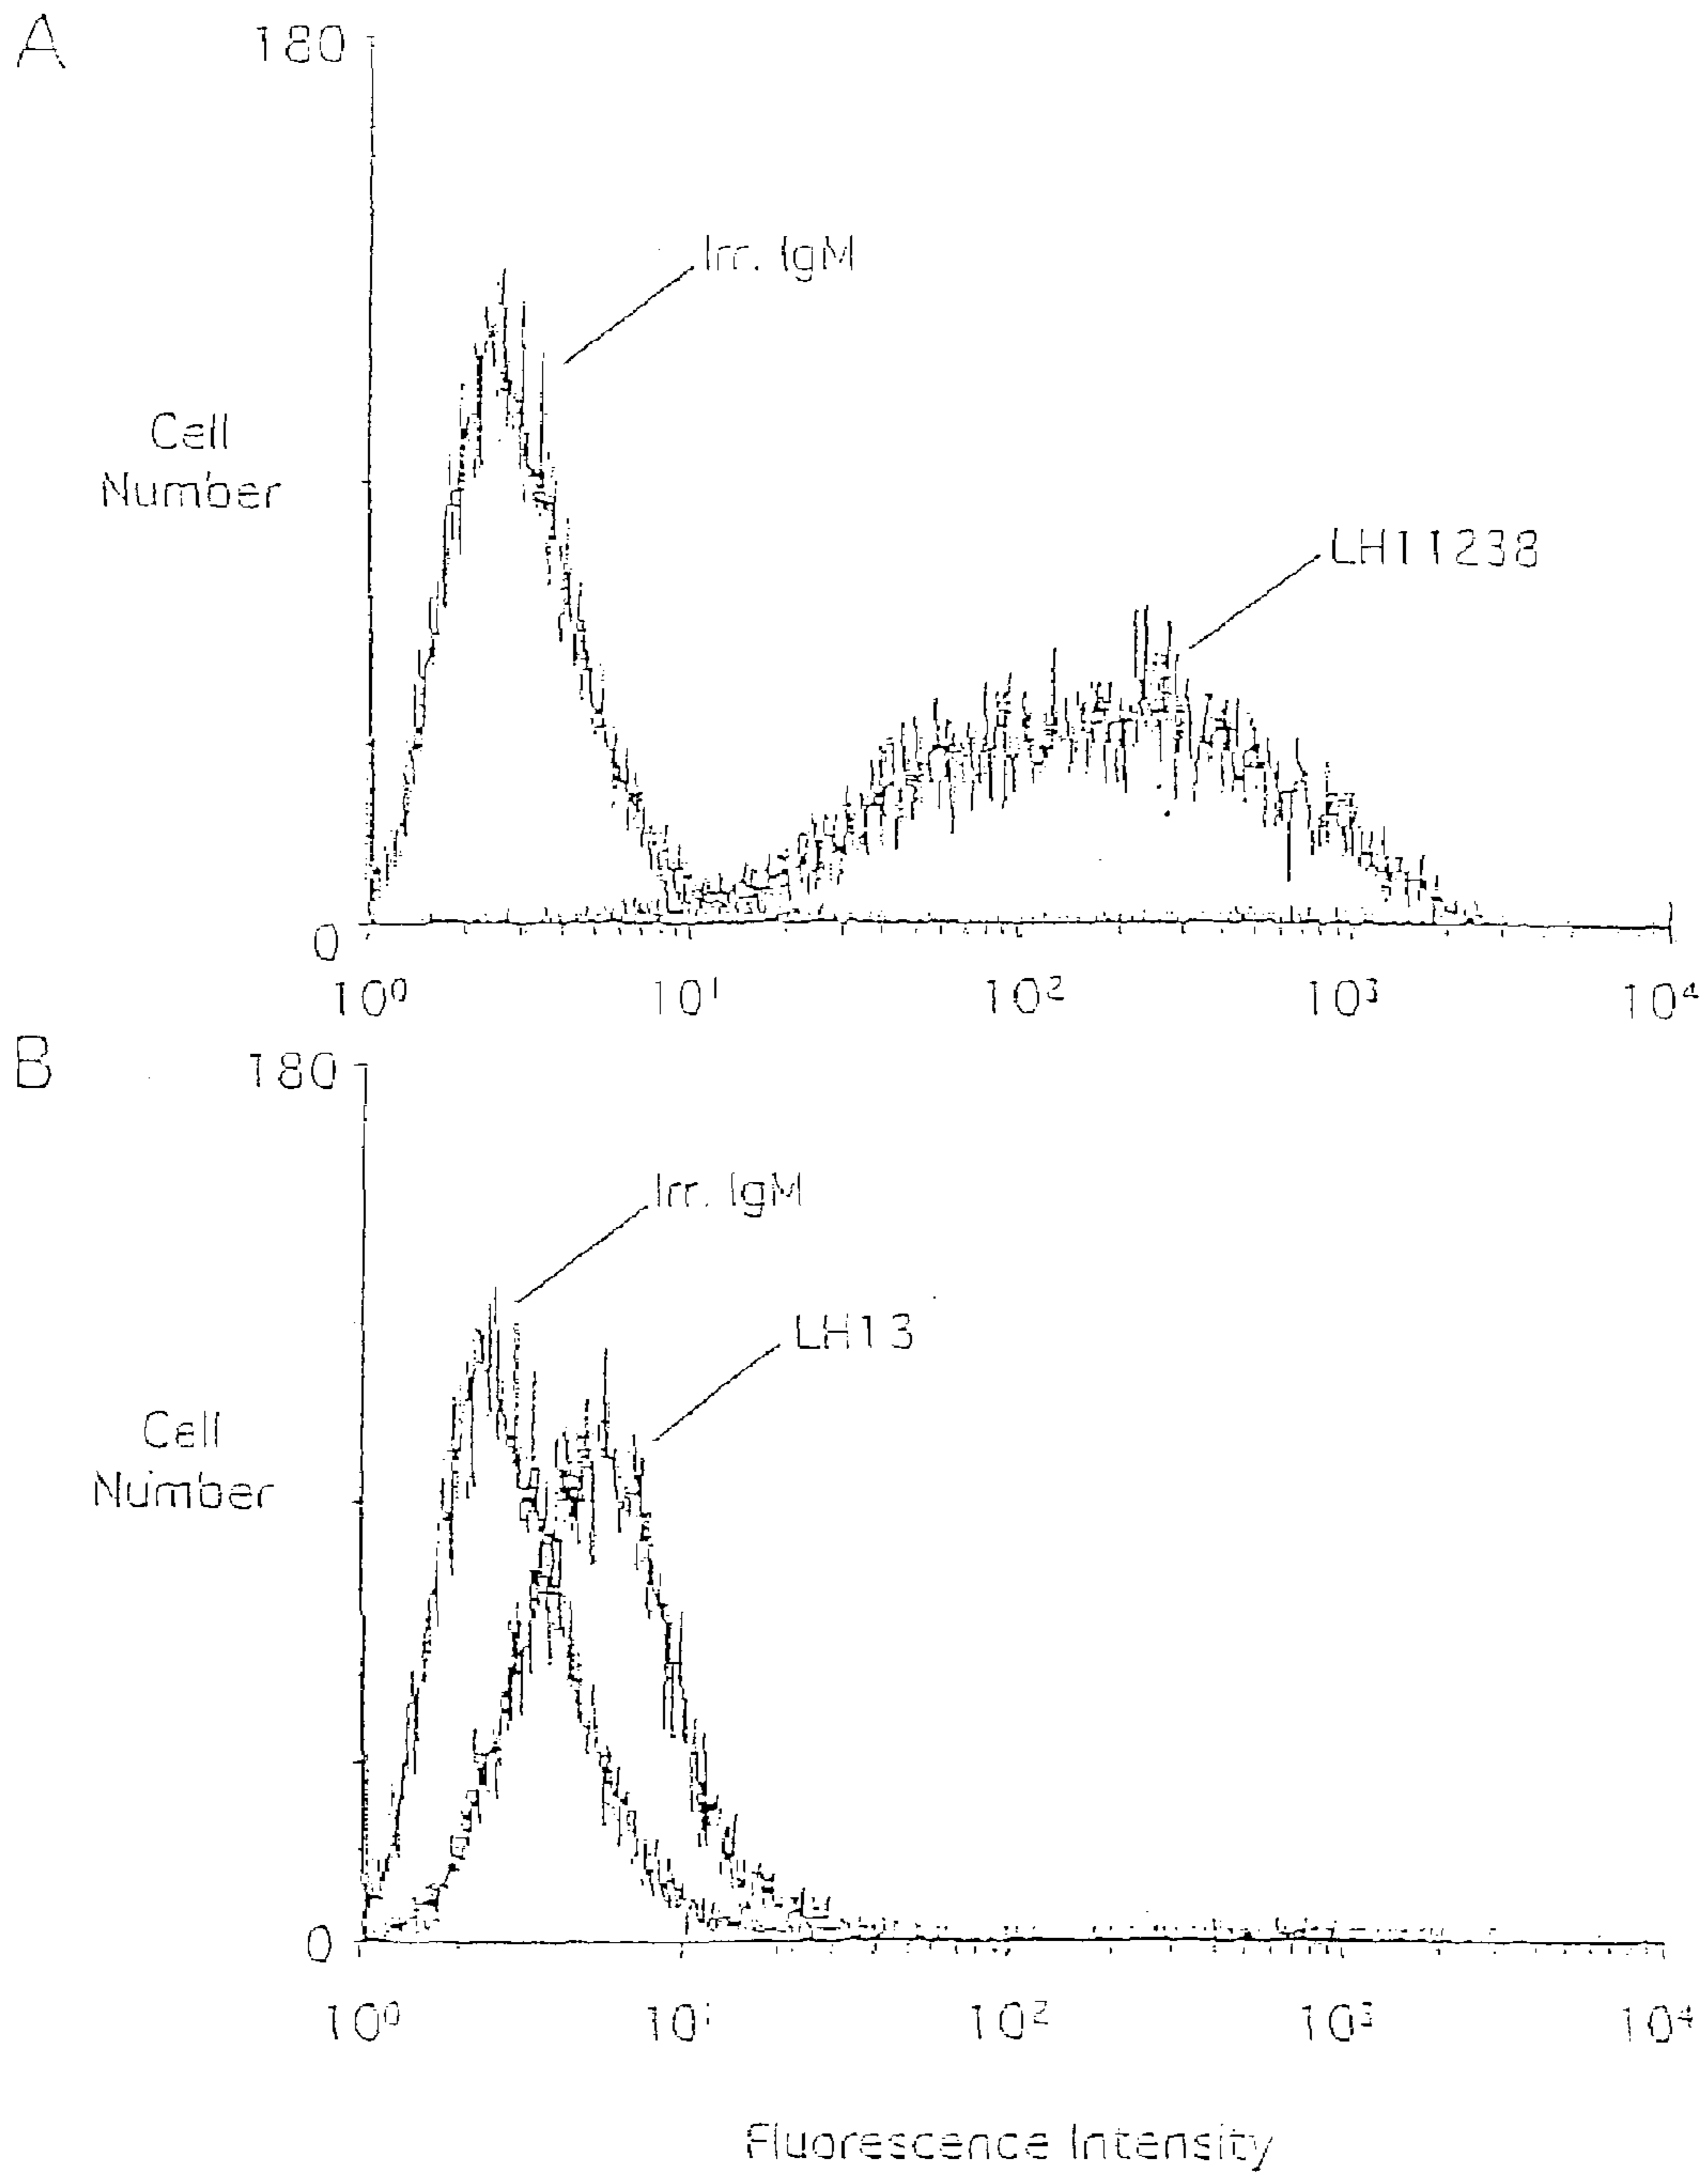 A
180
Irr. IgM
Cell
Number
LH11238
0
10⁰ 10¹ 10² 10³ 10⁴
B
180
Irr. IgM
LH13
Cell
Number
0
10⁰ 10¹ 10² 10³ 10⁴
Fluorescence Intensity